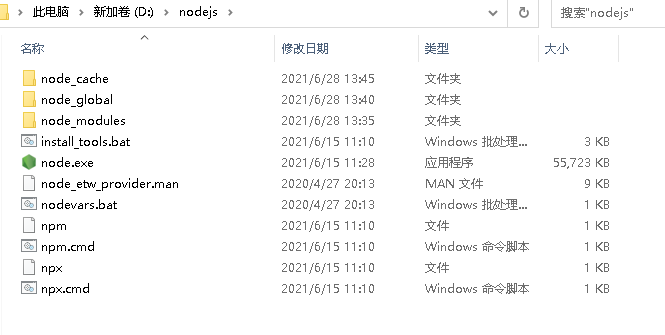 此电脑 › 新加卷 (D:) › nodejs ›
搜索"nodejs"
名称 修改日期 类型 大小
node_cache 2021/6/28 13:45 文件夹
node_global 2021/6/28 13:40 文件夹
node_modules 2021/6/28 13:35 文件夹
install_tools.bat 2021/6/15 11:10 Windows 批处理... 3 KB
node.exe 2021/6/15 11:28 应用程序 55,723 KB
node_etw_provider.man 2020/4/27 20:13 MAN 文件 9 KB
nodevars.bat 2020/4/27 20:13 Windows 批处理... 1 KB
npm 2021/6/15 11:10 文件 1 KB
npm.cmd 2021/6/15 11:10 Windows 命令脚本 1 KB
npx 2021/6/15 11:10 文件 1 KB
npx.cmd 2021/6/15 11:10 Windows 命令脚本 1 KB